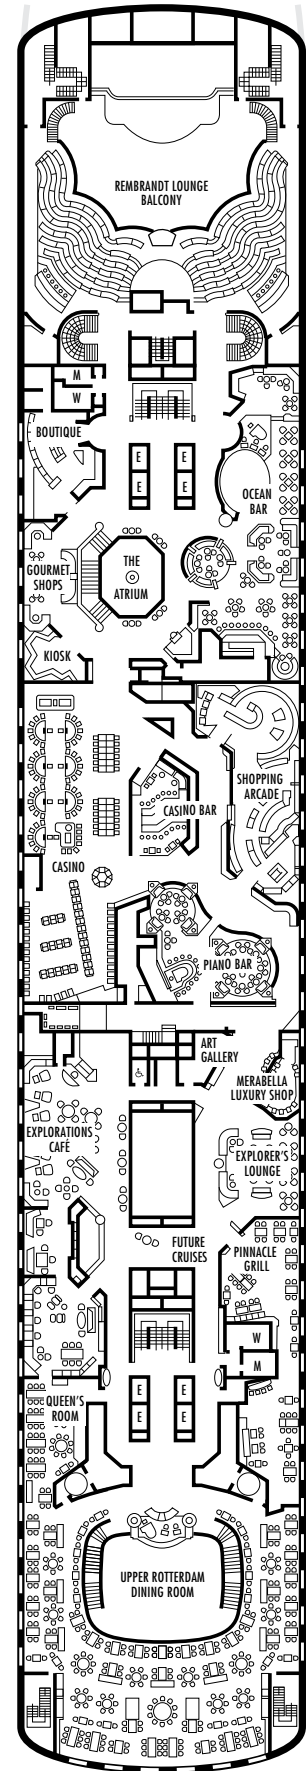 REMBRANDT LOUNGE
BALCONY
M
W
BOUTIQUE
E
E
E
E
OCEAN
BAR
GOURMET
SHOPS
THE
ATRIUM
KIOSK
SHOPPING
ARCADE
CASINO BAR
CASINO
PIANO BAR
ART
GALLERY
MERABELLA
LUXURY SHOP
EXPLORATIONS
CAFÉ
EXPLORER'S
LOUNGE
FUTURE
CRUISES
PINNACLE
GRILL
W
M
E
E
E
E
QUEEN'S
ROOM
UPPER ROTTERDAM
DINING ROOM